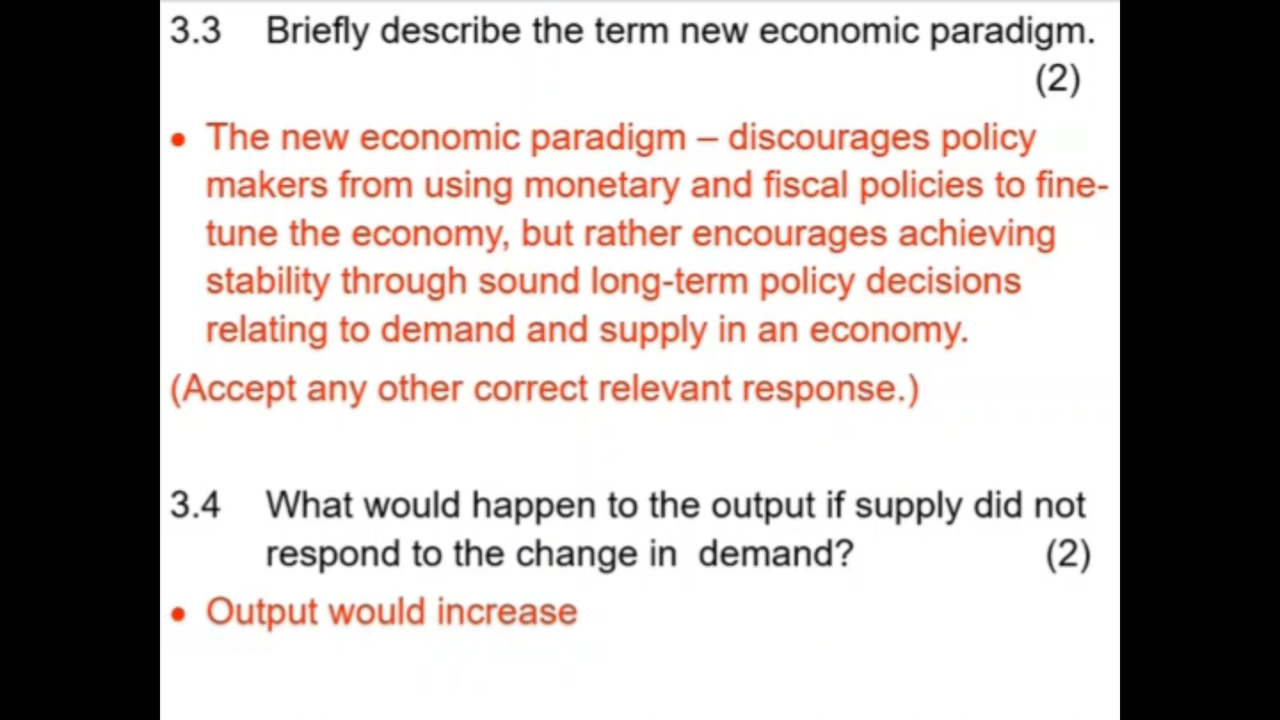 3.3 Briefly describe the term new economic paradigm.
(2)
• The new economic paradigm – discourages policy
makers from using monetary and fiscal policies to fine-
tune the economy, but rather encourages achieving
stability through sound long-term policy decisions
relating to demand and supply in an economy.
(Accept any other correct relevant response.)
3.4 What would happen to the output if supply did not
respond to the change in demand? (2)
• Output would increase